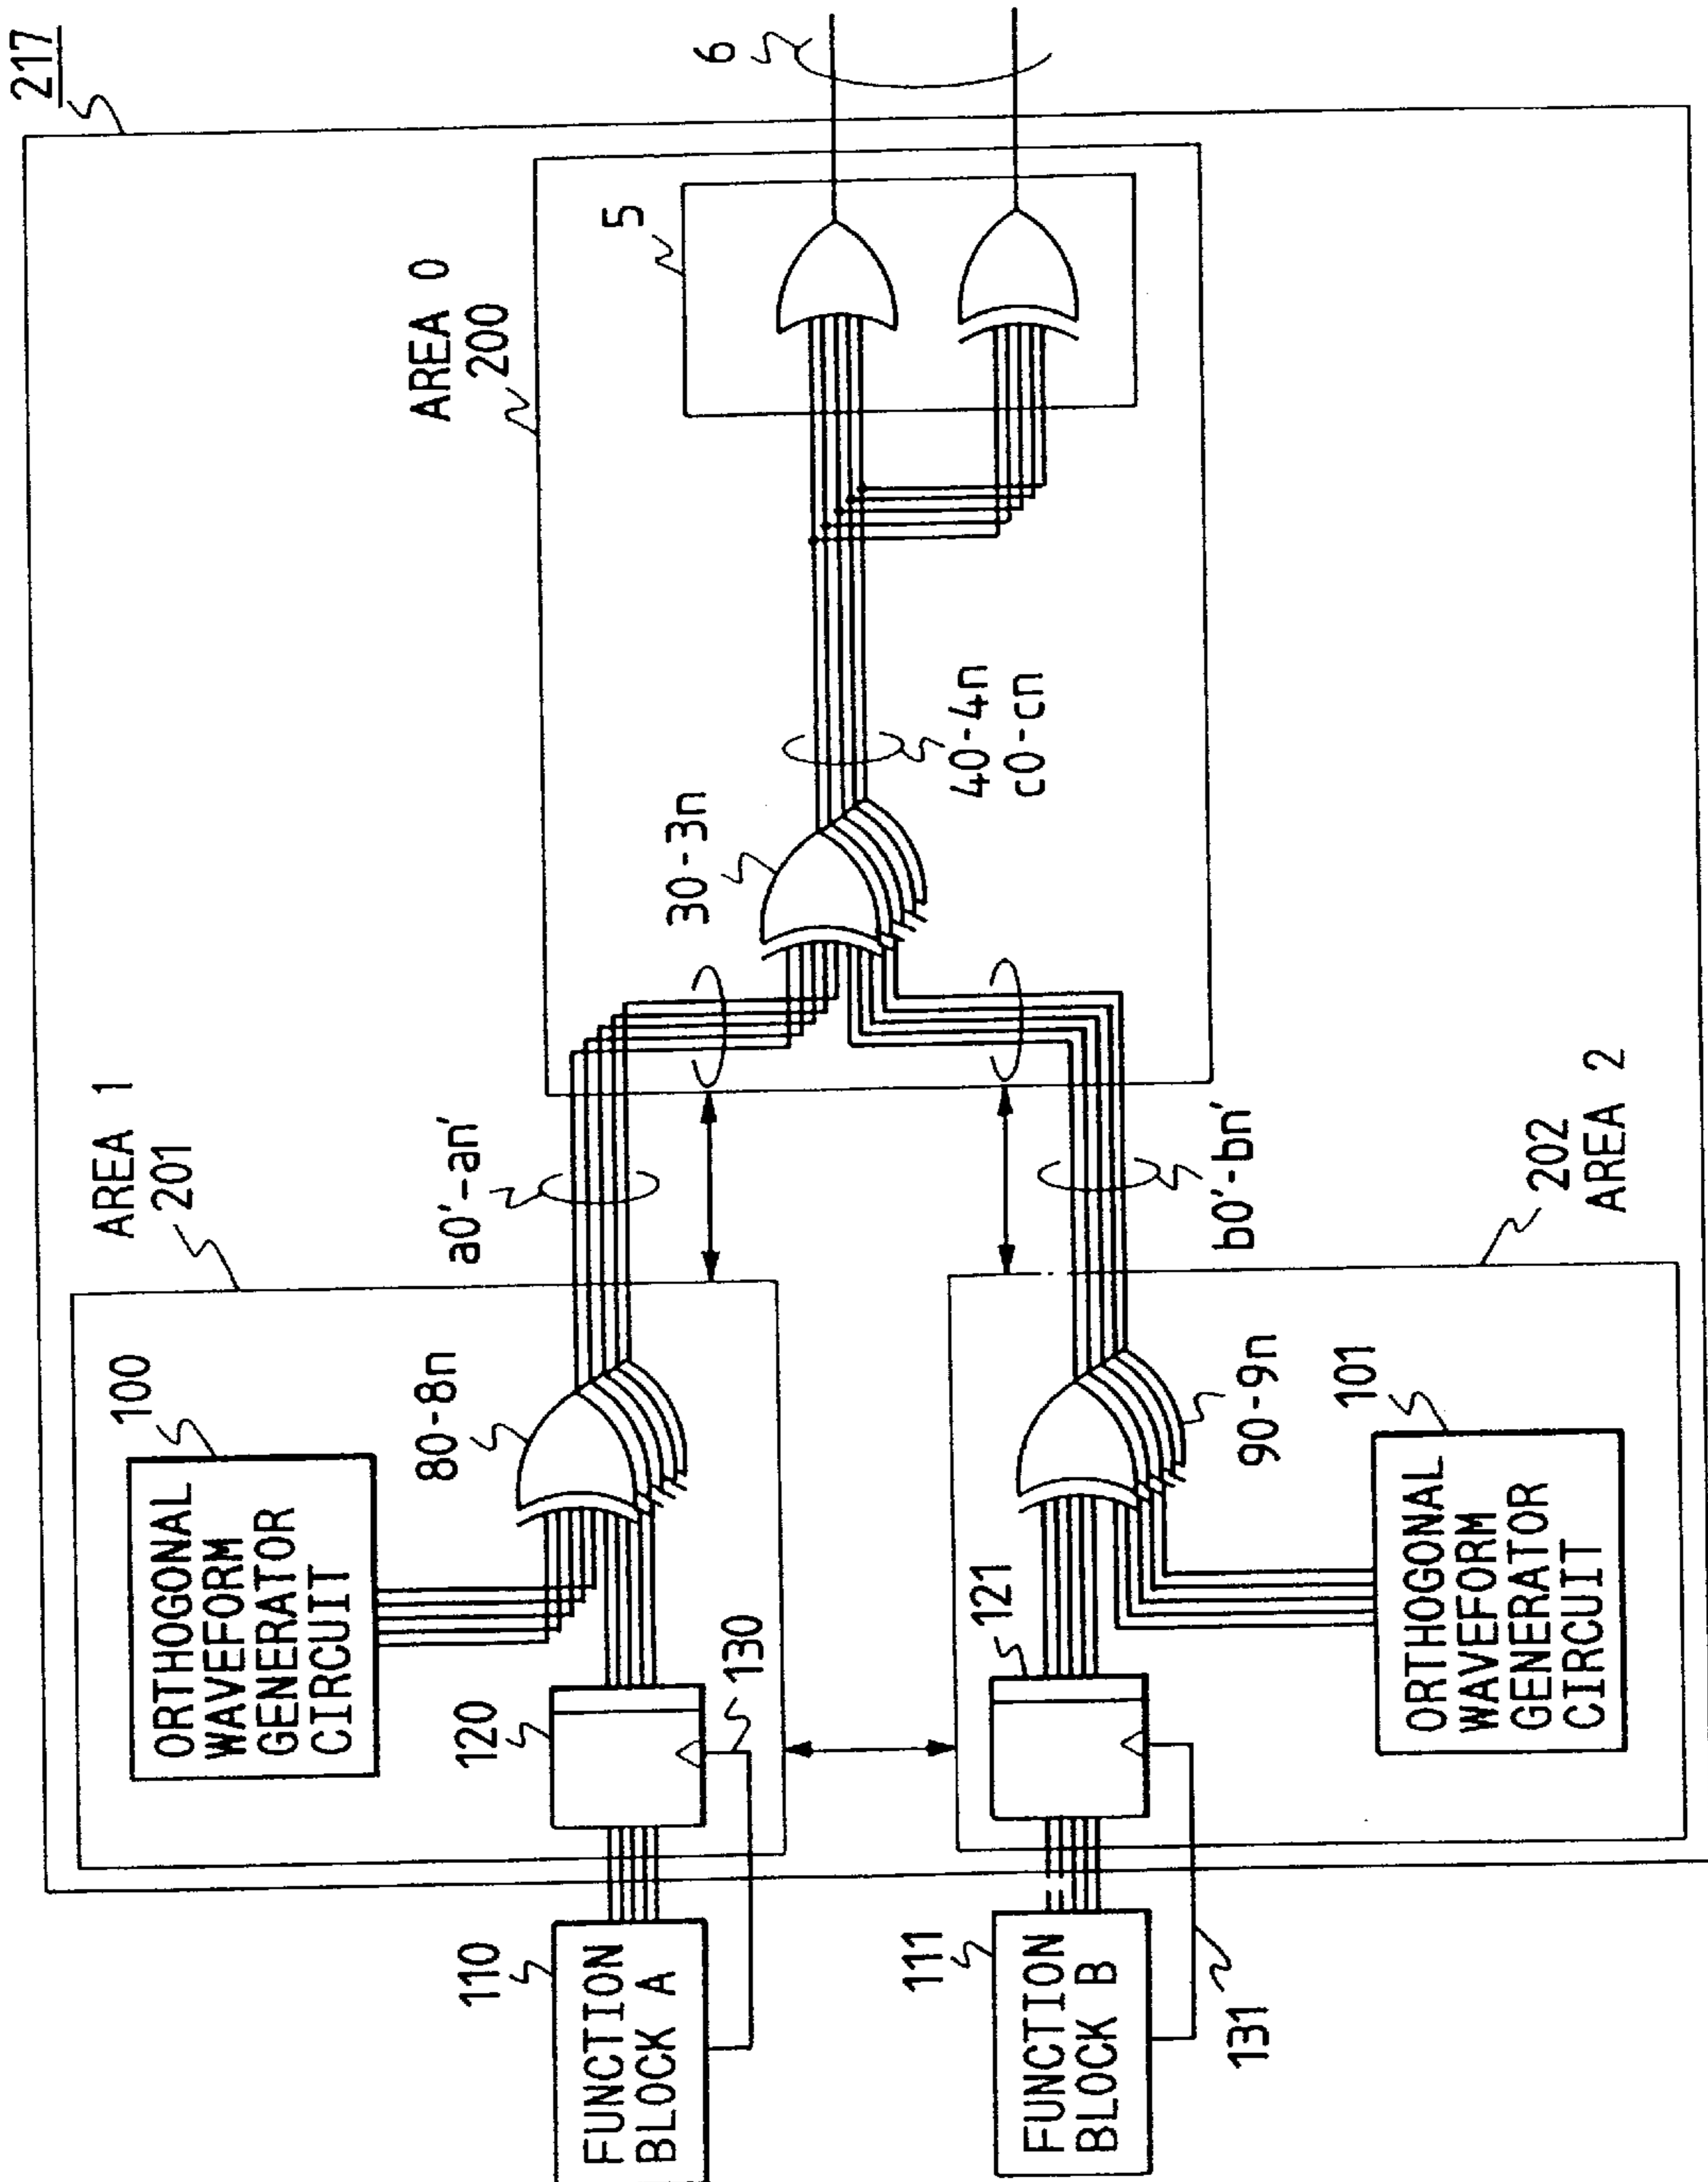 217
AREA 1
201
100
ORTHOGONAL
WAVEFORM
GENERATOR
CIRCUIT
80-8n
a0'-an'
110
FUNCTION
BLOCK A
120
130
AREA 0
200
30-3n
40-4n
c0-cn
5
6
111
FUNCTION
BLOCK B
131
121
90-9n
b0'-bn'
101
ORTHOGONAL
WAVEFORM
GENERATOR
CIRCUIT
202
AREA 2